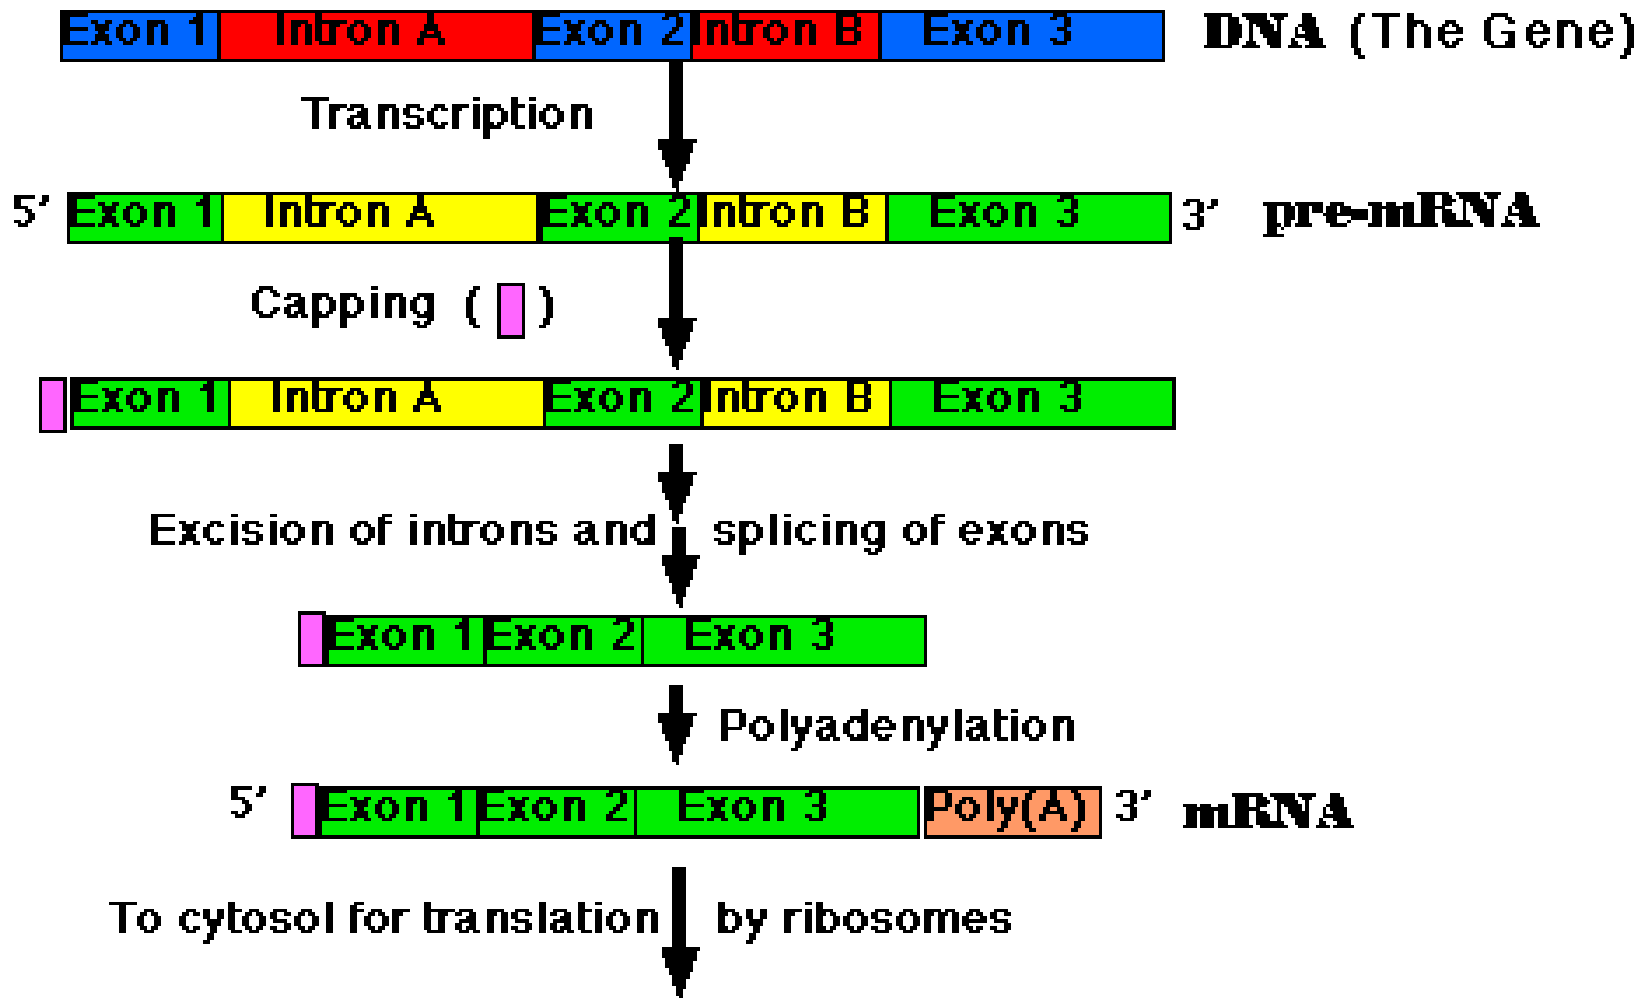 Exon 1 Intron A Exon 2 Intron B Exon 3 DNA (The Gene)
Transcription
5' Exon 1 Intron A Exon 2 Intron B Exon 3 3' pre-mRNA
Capping ( )
Exon 1 Intron A Exon 2 Intron B Exon 3
Excision of introns and splicing of exons
Exon 1 Exon 2 Exon 3
Polyadenylation
5' Exon 1 Exon 2 Exon 3 Poly(A) 3' mRNA
To cytosol for translation by ribosomes